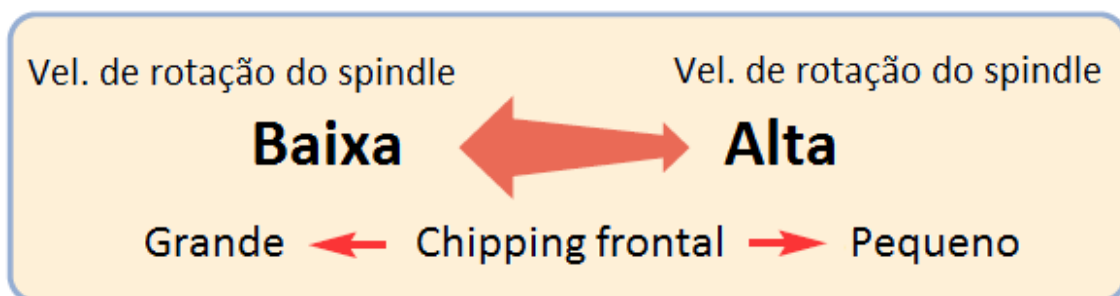 Vel. de rotação do spindle
Vel. de rotação do spindle
Baixa
Alta
Grande
Chipping frontal
Pequeno